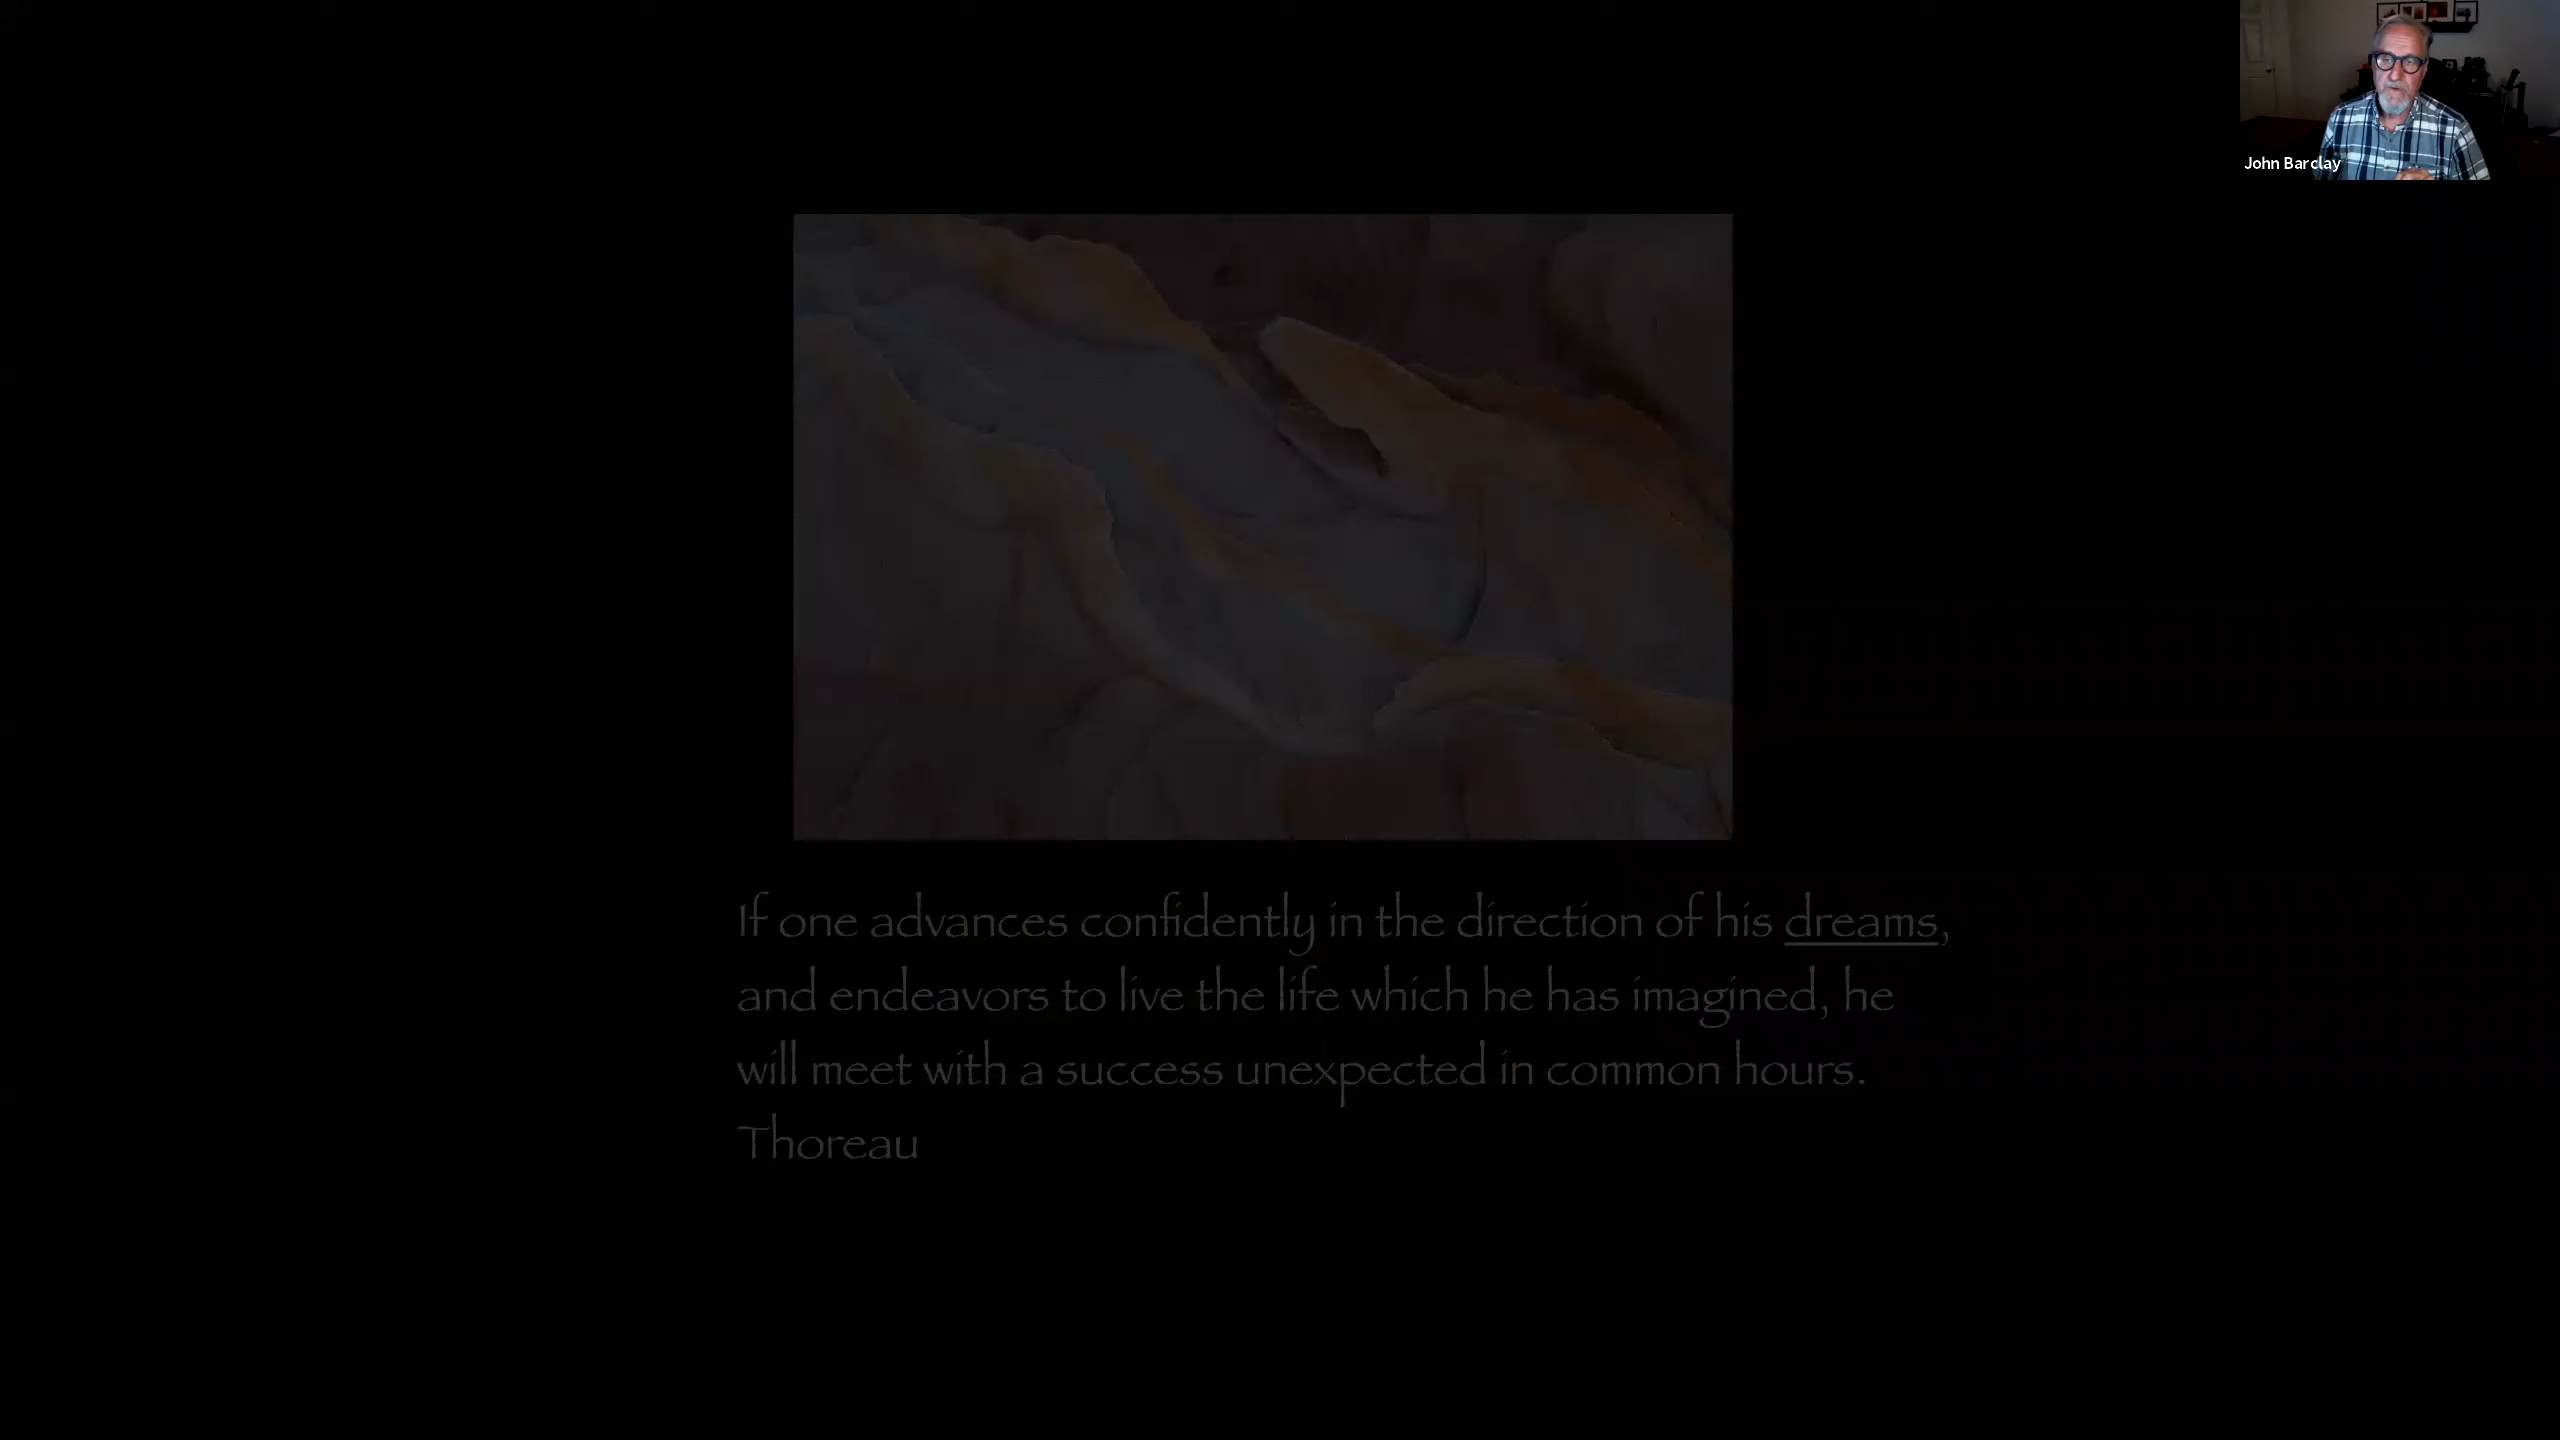 John Barclay
If one advances confidently in the direction of his dreams,
and endeavors to live the life which he has imagined, he
will meet with a success unexpected in common hours.
Thoreau